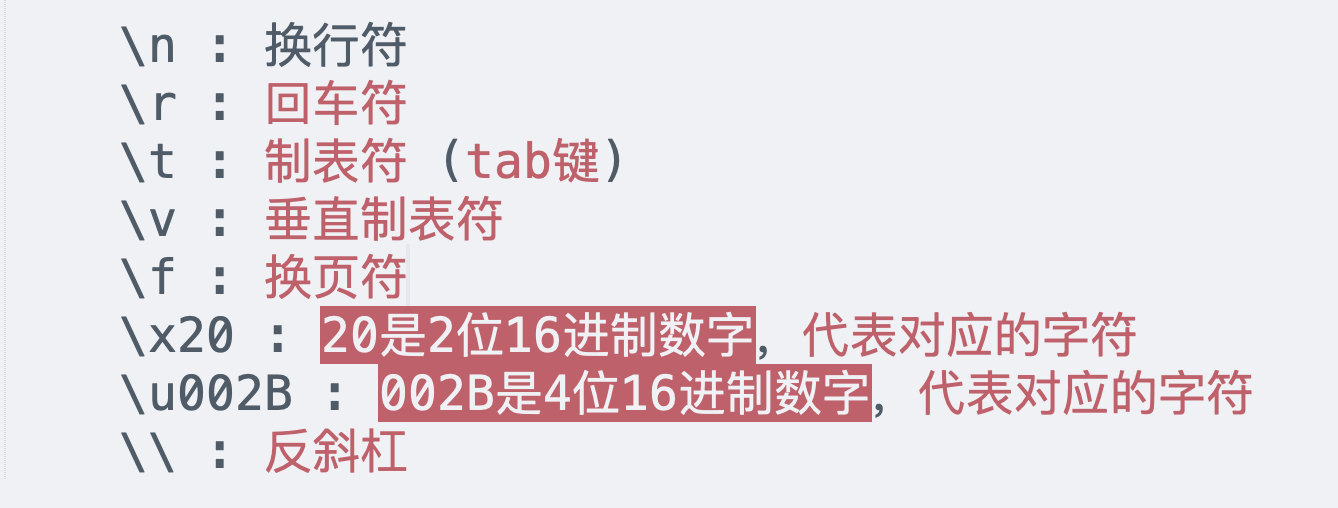 \n : 换行符
\r : 回车符
\t : 制表符 (tab键)
\v : 垂直制表符
\f : 换页符
\x20 : 20是2位16进制数字, 代表对应的字符
\u002B : 002B是4位16进制数字, 代表对应的字符
\\ : 反斜杠